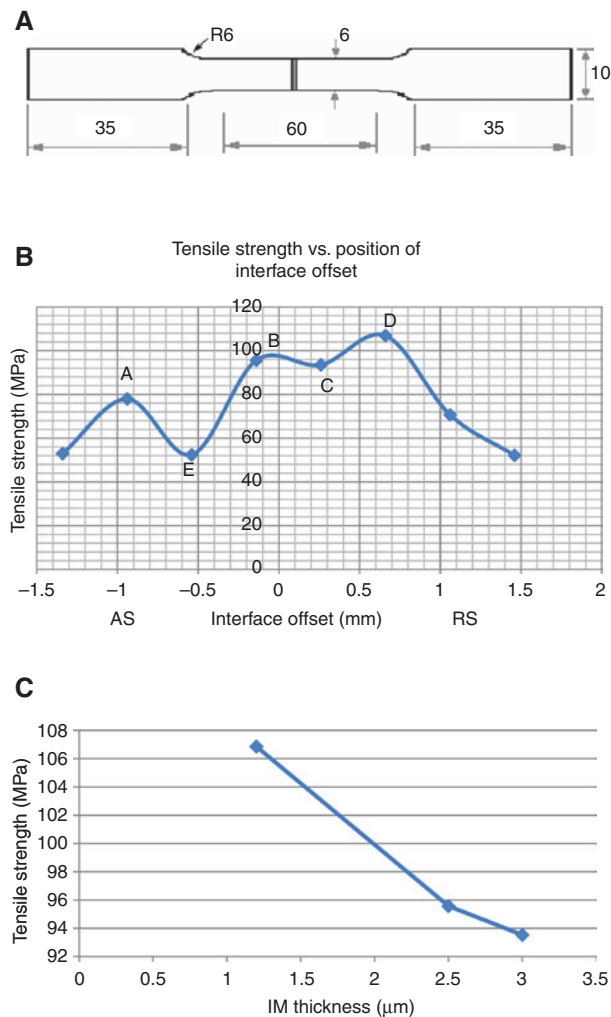 A
R6
6
10
35
60
35
B
Tensile strength vs. position of
interface offset
Tensile strength (MPa)
120
100
80
60
40
20
0
A
E
B
C
D
–1.5
–1
–0.5
0
0.5
1
1.5
2
AS
Interface offset (mm)
RS
C
Tensile strength (MPa)
108
106
104
102
100
98
96
94
92
0
0.5
1
1.5
2
2.5
3
3.5
IM thickness (μm)